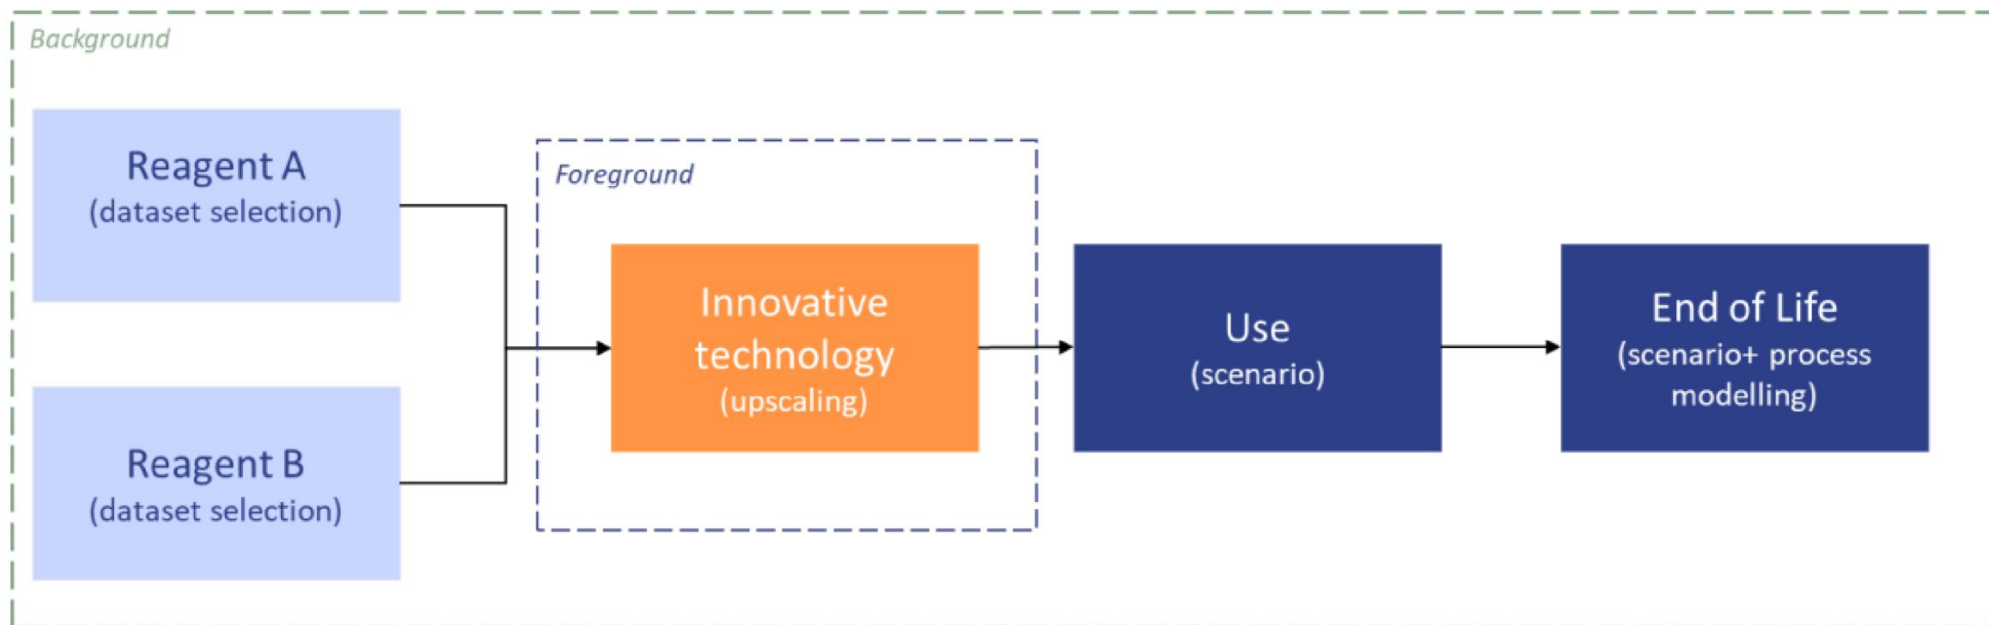 Background
Reagent A
(dataset selection)
Foreground
Innovative
technology
(upscaling)
Use
(scenario)
End of Life
(scenario+ process
modelling)
Reagent B
(dataset selection)